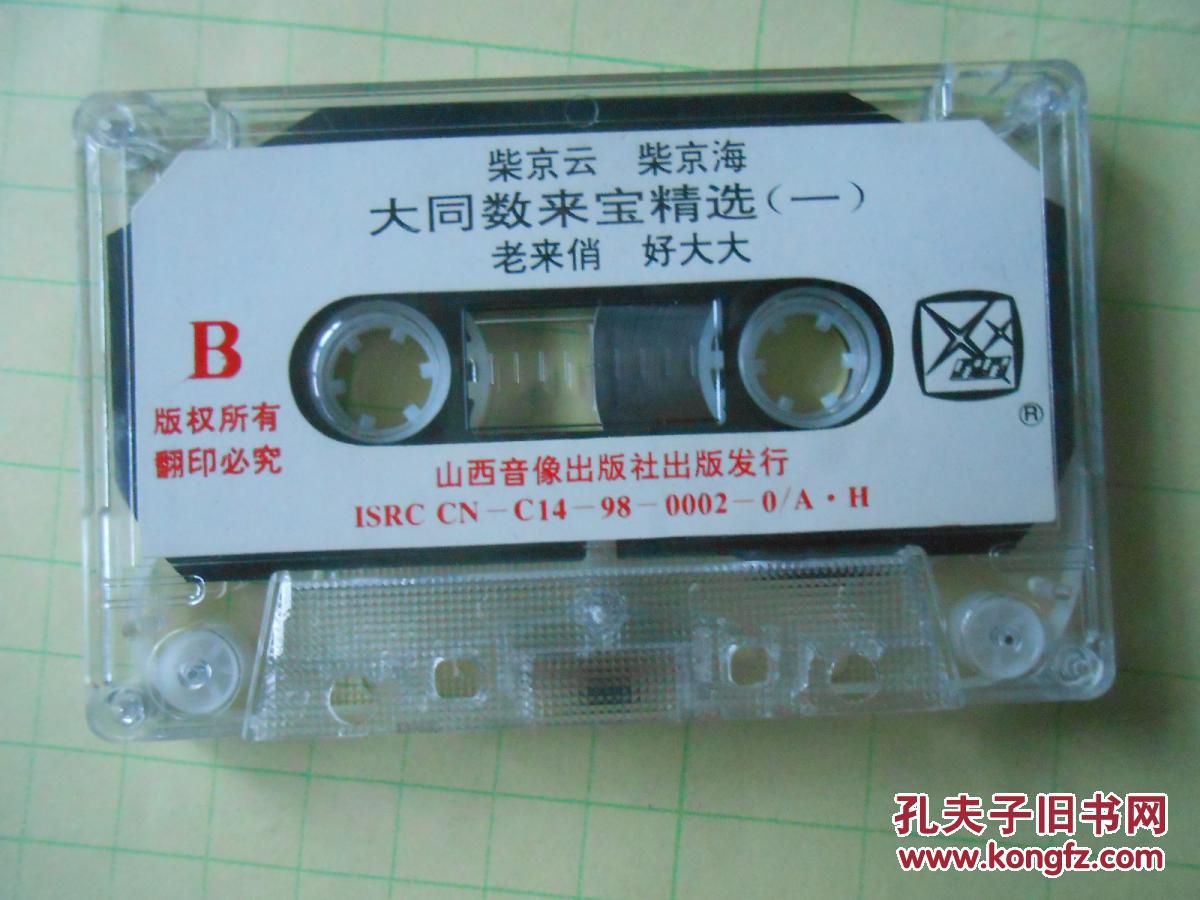 柴京云 柴京海
大同数来宝精选(一)
老来俏 好大大
B
版权所有
翻印必究
®
山西音像出版社出版发行
ISRC CN－C14－98－0002－0/A·H
孔夫子旧书网
www.kongfz.com